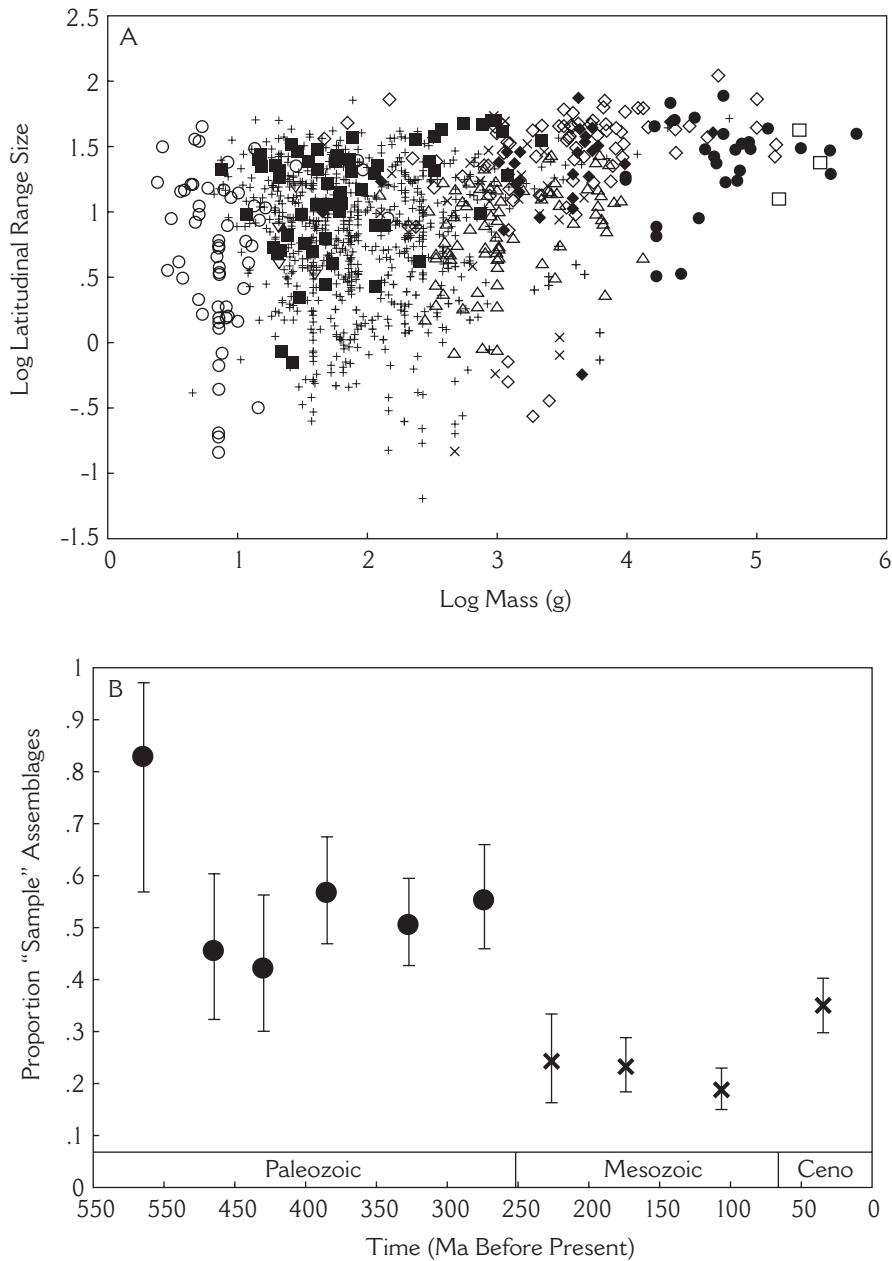 A
2.5
2
1.5
1
.5
0
-.5
-1
-1.5
Log Latitudinal Range Size
0 1 2 3 4 5 6
Log Mass (g)
B
1
.9
.8
.7
.6
.5
.4
.3
.2
.1
0
Proportion “Sample” Assemblages
Paleozoic Mesozoic Ceno
550 550 450 400 350 300 250 200 150 100 50 0
Time (Ma Before Present)